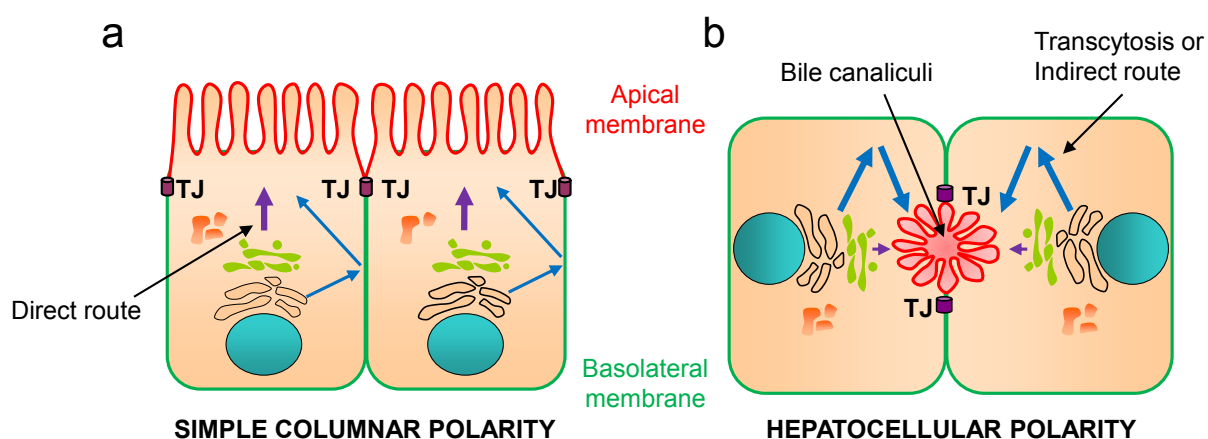 a
b
Transcytosis or
Indirect route
Bile canaliculi
Apical
membrane
TJ
TJ
TJ
TJ
TJ
TJ
Direct route
Basolateral
membrane
SIMPLE COLUMNAR POLARITY
HEPATOCELLULAR POLARITY